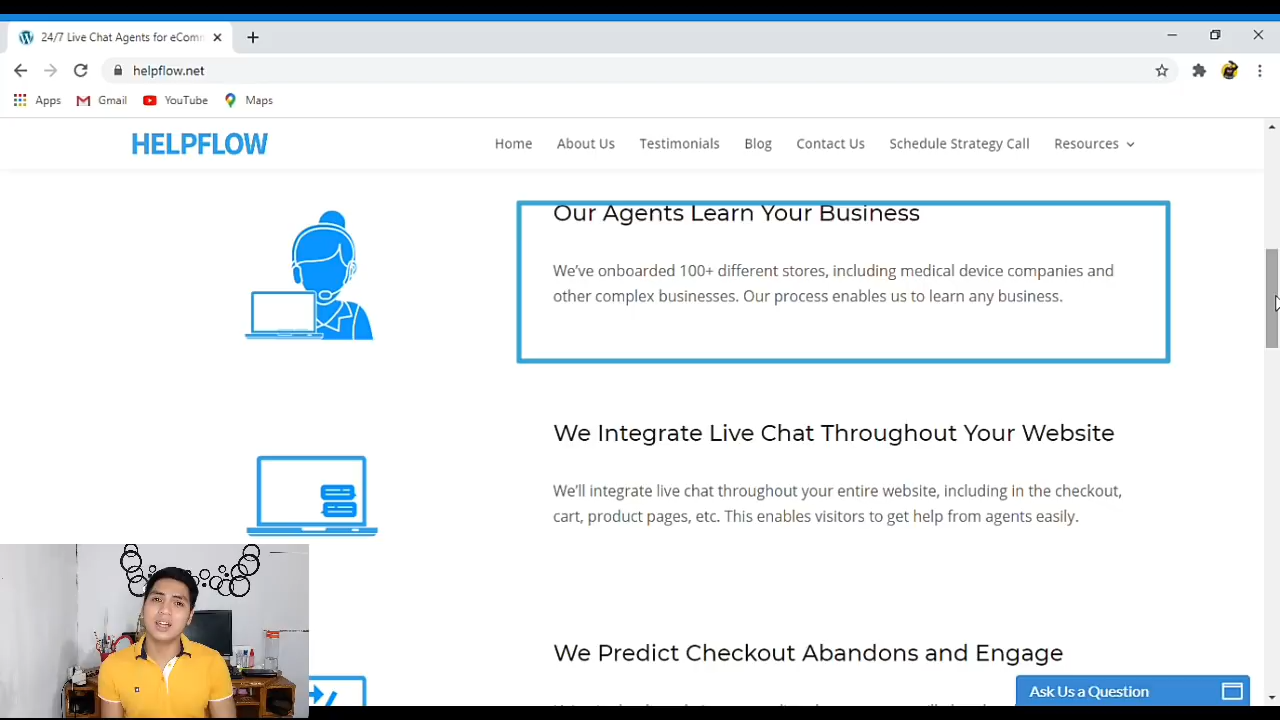 24/7 Live Chat Agents for eComm
helpflow.net
Apps Gmail YouTube Maps
HELPFLOW
Home About Us Testimonials Blog Contact Us Schedule Strategy Call Resources
Our Agents Learn Your Business
We've onboarded 100+ different stores, including medical device companies and
other complex businesses. Our process enables us to learn any business.
We Integrate Live Chat Throughout Your Website
We'll integrate live chat throughout your entire website, including in the checkout,
cart, product pages, etc. This enables visitors to get help from agents easily.
We Predict Checkout Abandons and Engage
Ask Us a Question